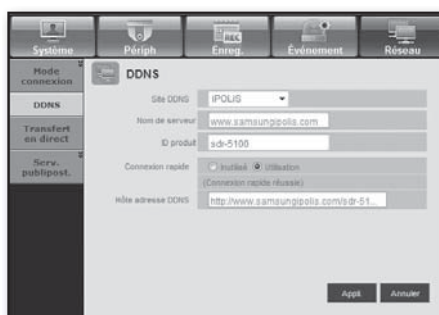 Système Périph Enreg. Événement Réseau
Mode
connexion
DDNS
Transfert
en direct
Serv.
publipost.
DDNS
Site DDNS iPOLiS
Nom de serveur www.samsungipolis.com
ID produit sdr-5100
Connexion rapide Inutilisé Utilisation
(Connexion rapide réussie)
Hôte adresse DDNS http://www.samsungipolis.com/sdr-51...
Appl. Annuler